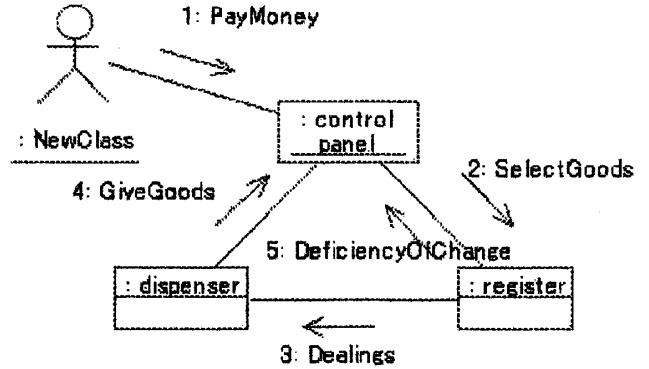 1: PayMoney
: NewClass
: control
panel
2: SelectGoods
4: GiveGoods
5: DeficiencyOfChange
: dispenser
: register
3: Dealings